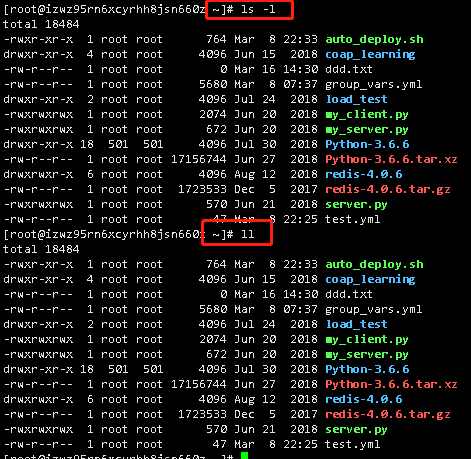 [root@izwz95rn6xcyrhh8jsn660z ~]# ls -l
total 18484
-rwxr-xr-x 1 root root 764 Mar 8 22:33 auto_deploy.sh
drwxr-xr-x 4 root root 4096 Jun 15 2018 coap_learning
-rw-r--r-- 1 root root 0 Mar 16 14:30 ddd.txt
-rw-r--r-- 1 root root 5680 Mar 8 07:37 group_vars.yml
drwxr-xr-x 2 root root 4096 Jul 24 2018 load_test
-rwxrwxrwx 1 root root 2074 Jun 20 2018 my_client.py
-rwxrwxrwx 1 root root 672 Jun 20 2018 my_server.py
drwxr-xr-x 18 501 501 4096 Jul 30 2018 Python-3.6.6
-rw-r--r-- 1 root root 17156744 Jun 27 2018 Python-3.6.6.tar.xz
drwxr-xr-x 6 root root 4096 Aug 12 2018 redis-4.0.6
-rw-r--r-- 1 root root 1723533 Dec 5 2017 redis-4.0.6.tar.gz
-rwxrwxrwx 1 root root 570 Jun 21 2018 server.py
-rw-r--r-- 1 root root 47 Mar 8 22:25 test.yml
[root@izwz95rn6xcyrhh8jsn660z ~]# ll
total 18484
-rwxr-xr-x 1 root root 764 Mar 8 22:33 auto_deploy.sh
drwxr-xr-x 4 root root 4096 Jun 15 2018 coap_learning
-rw-r--r-- 1 root root 0 Mar 16 14:30 ddd.txt
-rw-r--r-- 1 root root 5680 Mar 8 07:37 group_vars.yml
drwxr-xr-x 2 root root 4096 Jul 24 2018 load_test
-rwxrwxrwx 1 root root 2074 Jun 20 2018 my_client.py
-rwxrwxrwx 1 root root 672 Jun 20 2018 my_server.py
drwxr-xr-x 18 501 501 4096 Jul 30 2018 Python-3.6.6
-rw-r--r-- 1 root root 17156744 Jun 27 2018 Python-3.6.6.tar.xz
drwxr-xr-x 6 root root 4096 Aug 12 2018 redis-4.0.6
-rw-r--r-- 1 root root 1723533 Dec 5 2017 redis-4.0.6.tar.gz
-rwxrwxrwx 1 root root 570 Jun 21 2018 server.py
-rw-r--r-- 1 root root 47 Mar 8 22:25 test.yml
[root@izwz95rn6xcyrhh8jsn660z ~]#